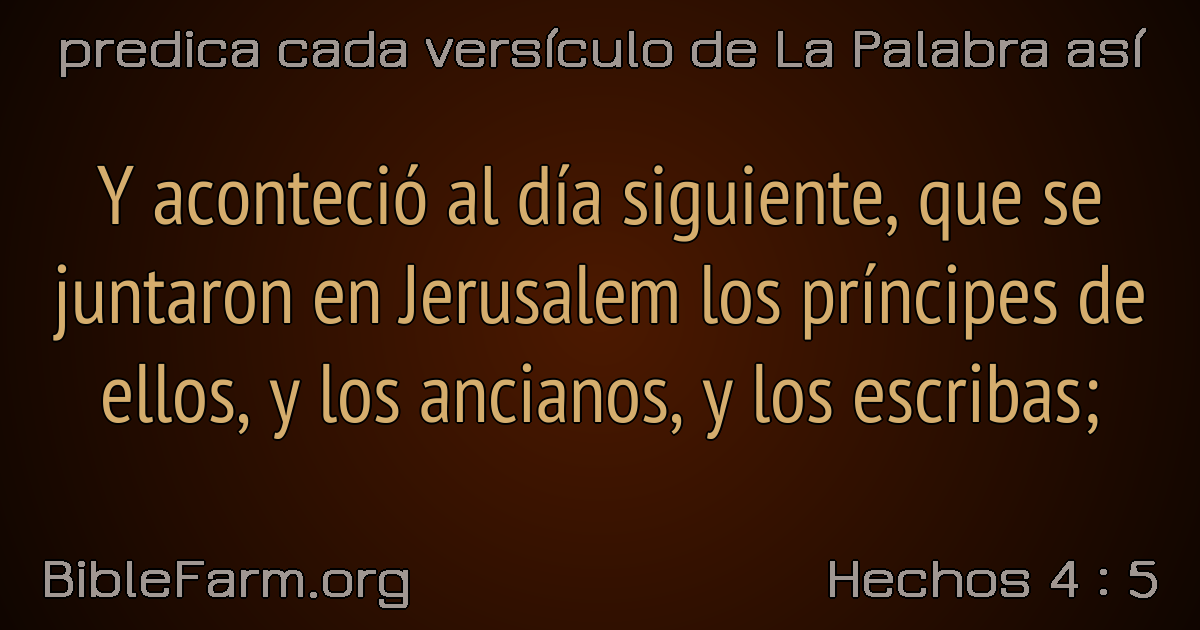 predica cada versículo de La Palabra así
Y aconteció al día siguiente, que se
juntaron en Jerusalem los príncipes de
ellos, y los ancianos, y los escribas;
BibleFarm.org
Hechos 4 : 5